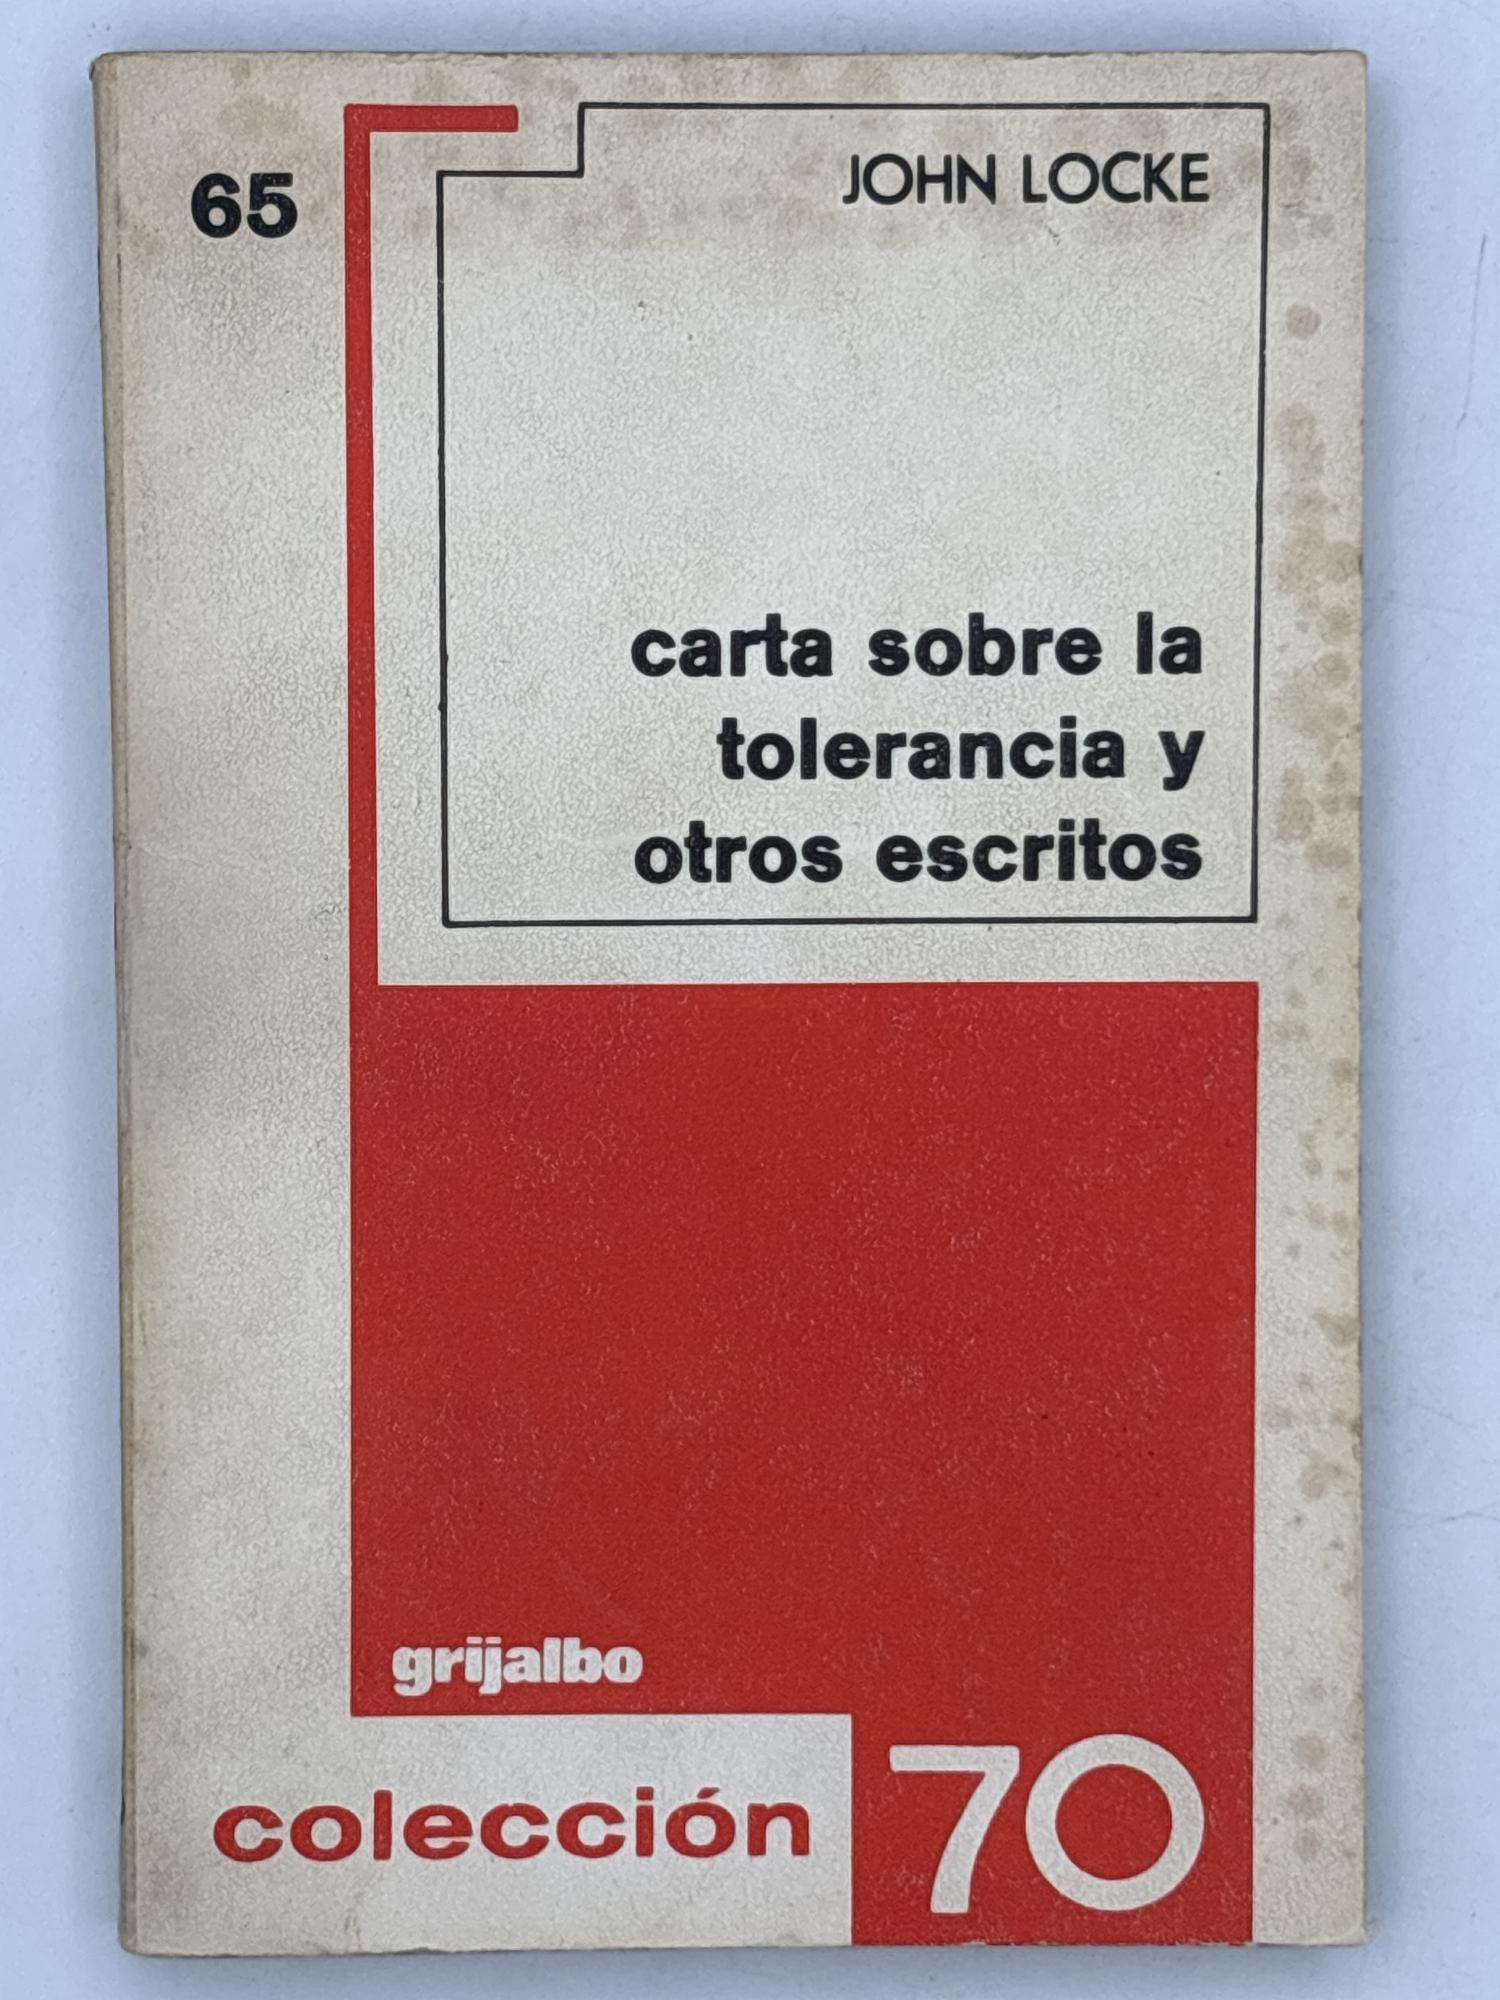 65
JOHN LOCKE
carta sobre la
tolerancia y
otros escritos
grijalbo
colección 70